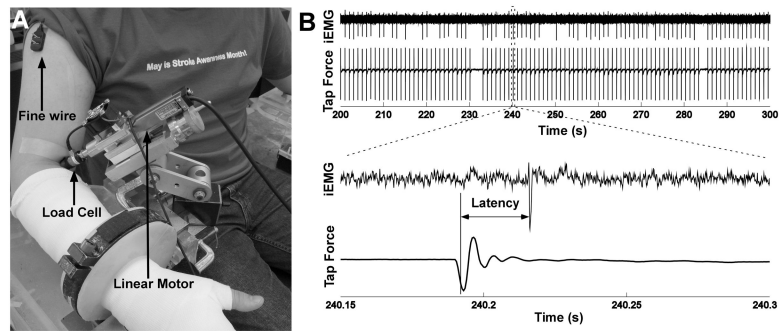 A
May is Stroke Awareness Month!
Fine wire
Load Cell
Linear Motor
B
iEMG
Tap Force
200 210 220 230 240 250 260 270 280 290 300
Time (s)
iEMG
Latency
Tap Force
240.15 240.2 240.25 240.3
Time (s)